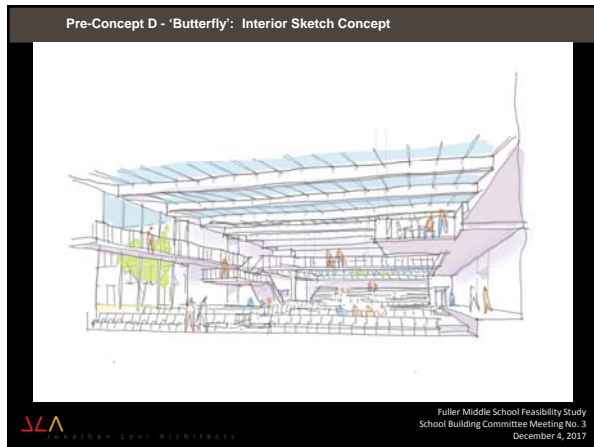 Pre-Concept D - ‘Butterfly’: Interior Sketch Concept
JLA
Jonathan Levi Architects
Fuller Middle School Feasibility Study
School Building Committee Meeting No. 3
December 4, 2017